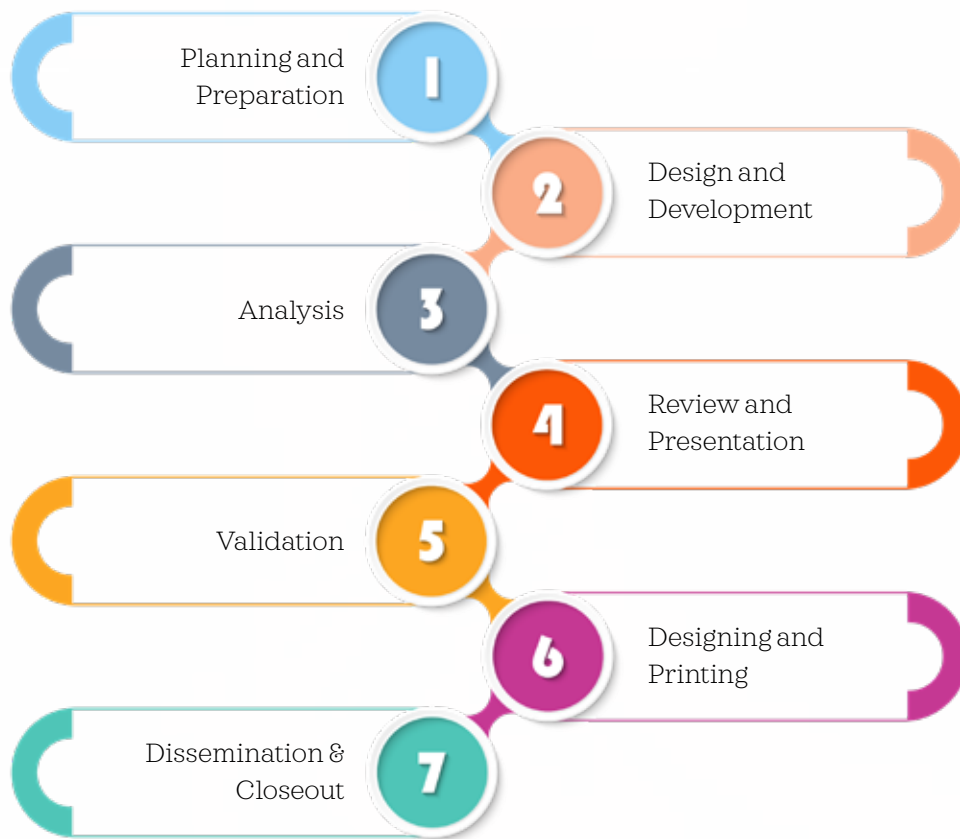 Planning and
Preparation
1
2
Design and
Development
Analysis
3
4
Review and
Presentation
Validation
5
6
Designing and
Printing
Dissemination &
Closeout
7